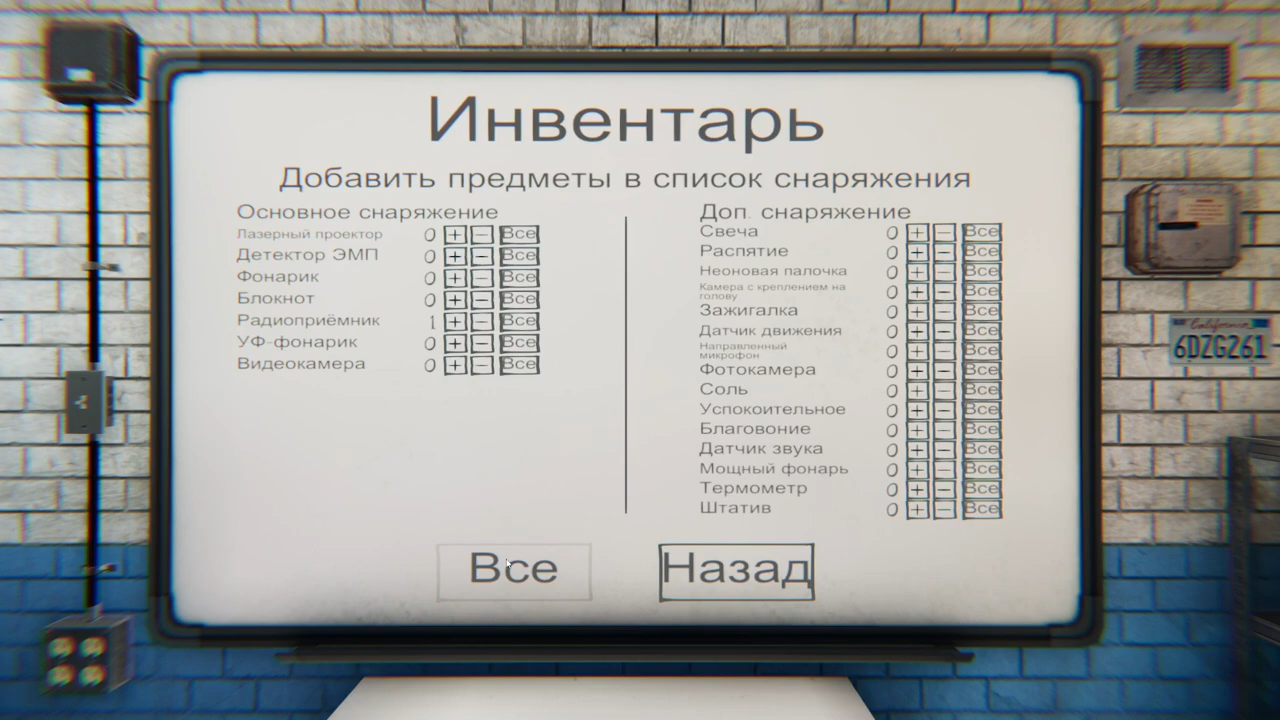 Инвентарь
Добавить предметы в список снаряжения
Основное снаряжение
Лазерный проектор 0 + − Все
Детектор ЭМП 0 + − Все
Фонарик 0 + − Все
Блокнот 0 + − Все
Радиоприёмник 1 + − Все
УФ-фонарик 0 + − Все
Видеокамера 0 + − Все
Доп. снаряжение
Свеча 0 + − Все
Распятие 0 + − Все
Неоновая палочка 0 + − Все
Камера с креплением на
голову 0 + − Все
Зажигалка 0 + − Все
Датчик движения 0 + − Все
Направленный
микрофон 0 + − Все
Фотокамера 0 + − Все
Соль 0 + − Все
Успокоительное 0 + − Все
Благовоние 0 + − Все
Датчик звука 0 + − Все
Мощный фонарь 0 + − Все
Термометр 0 + − Все
Штатив 0 + − Все
Все
Назад
California
6DZG261